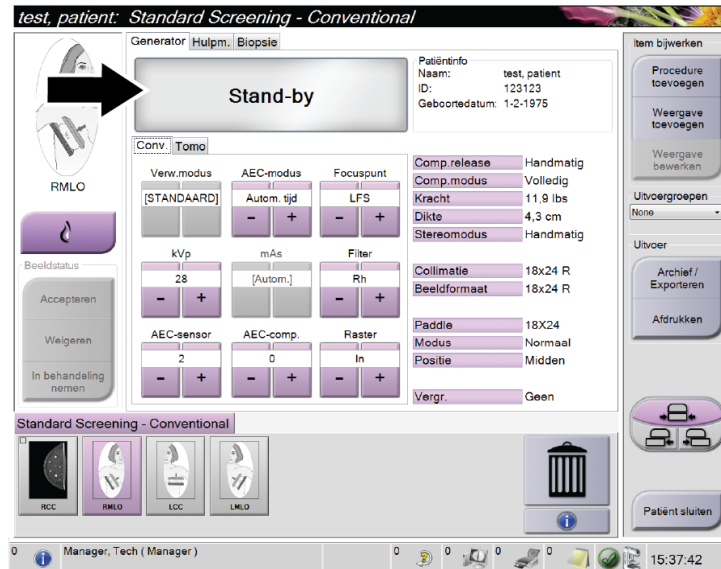 test, patient: Standard Screening - Conventional
Generator Hulpm. Biopsie
Stand-by
Patiëntinfo
Naam: test, patient
ID: 123123
Geboortedatum: 1-2-1975
RMLO
Beeldstatus
Accepteren
Weigeren
In behandeling
nemen
Conv. Tomo
Verw.modus AEC-modus Focuspunt
[STANDAARD] Autom. tijd LFS
- + - +
kVp mAs Filter
28 [Autom.] Rh
- + - +
AEC-sensor AEC-comp. Raster
2 0 In
- + - + - +
Comp.release Handmatig
Comp.modus Volledig
Kracht 11,9 lbs
Dikte 4,3 cm
Stereomodus Handmatig
Collimatie 18x24 R
Beeldformaat 18x24 R
Paddle 18X24
Modus Normaal
Positie Midden
Vergr. Geen
Item bijwerken
Procedure
toevoegen
Weergave
toevoegen
Weergave
bewerken
Uitvoergroepen
None
Uitvoer
Archief /
Exporteren
Afdrukken
Patiënt sluiten
Standard Screening - Conventional
RCC RMLO LCC LMLO
0 Manager, Tech ( Manager ) 0 0 0 0 15:37:42